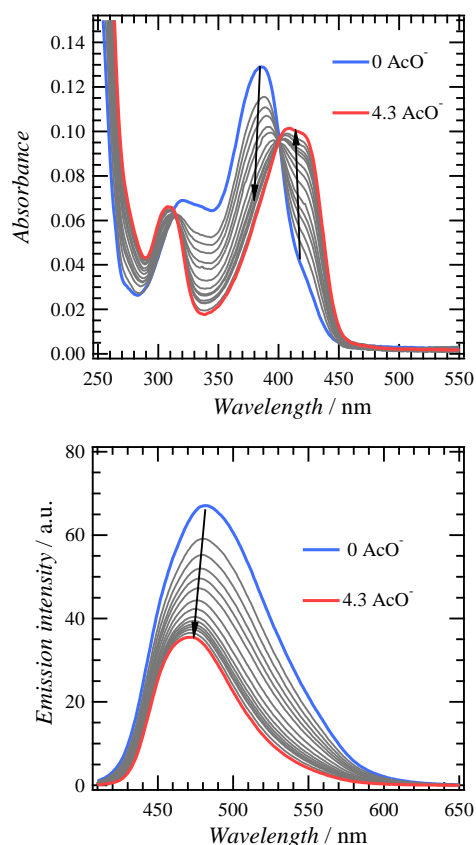 0.14
0.12
0.10
0.08
0.06
0.04
0.02
0.00
Absorbance
0 AcO⁻
4.3 AcO⁻
250 300 350 400 450 500 550
Wavelength / nm
80
60
40
20
0
Emission intensity / a.u.
0 AcO⁻
4.3 AcO⁻
450 500 550 600 650
Wavelength / nm